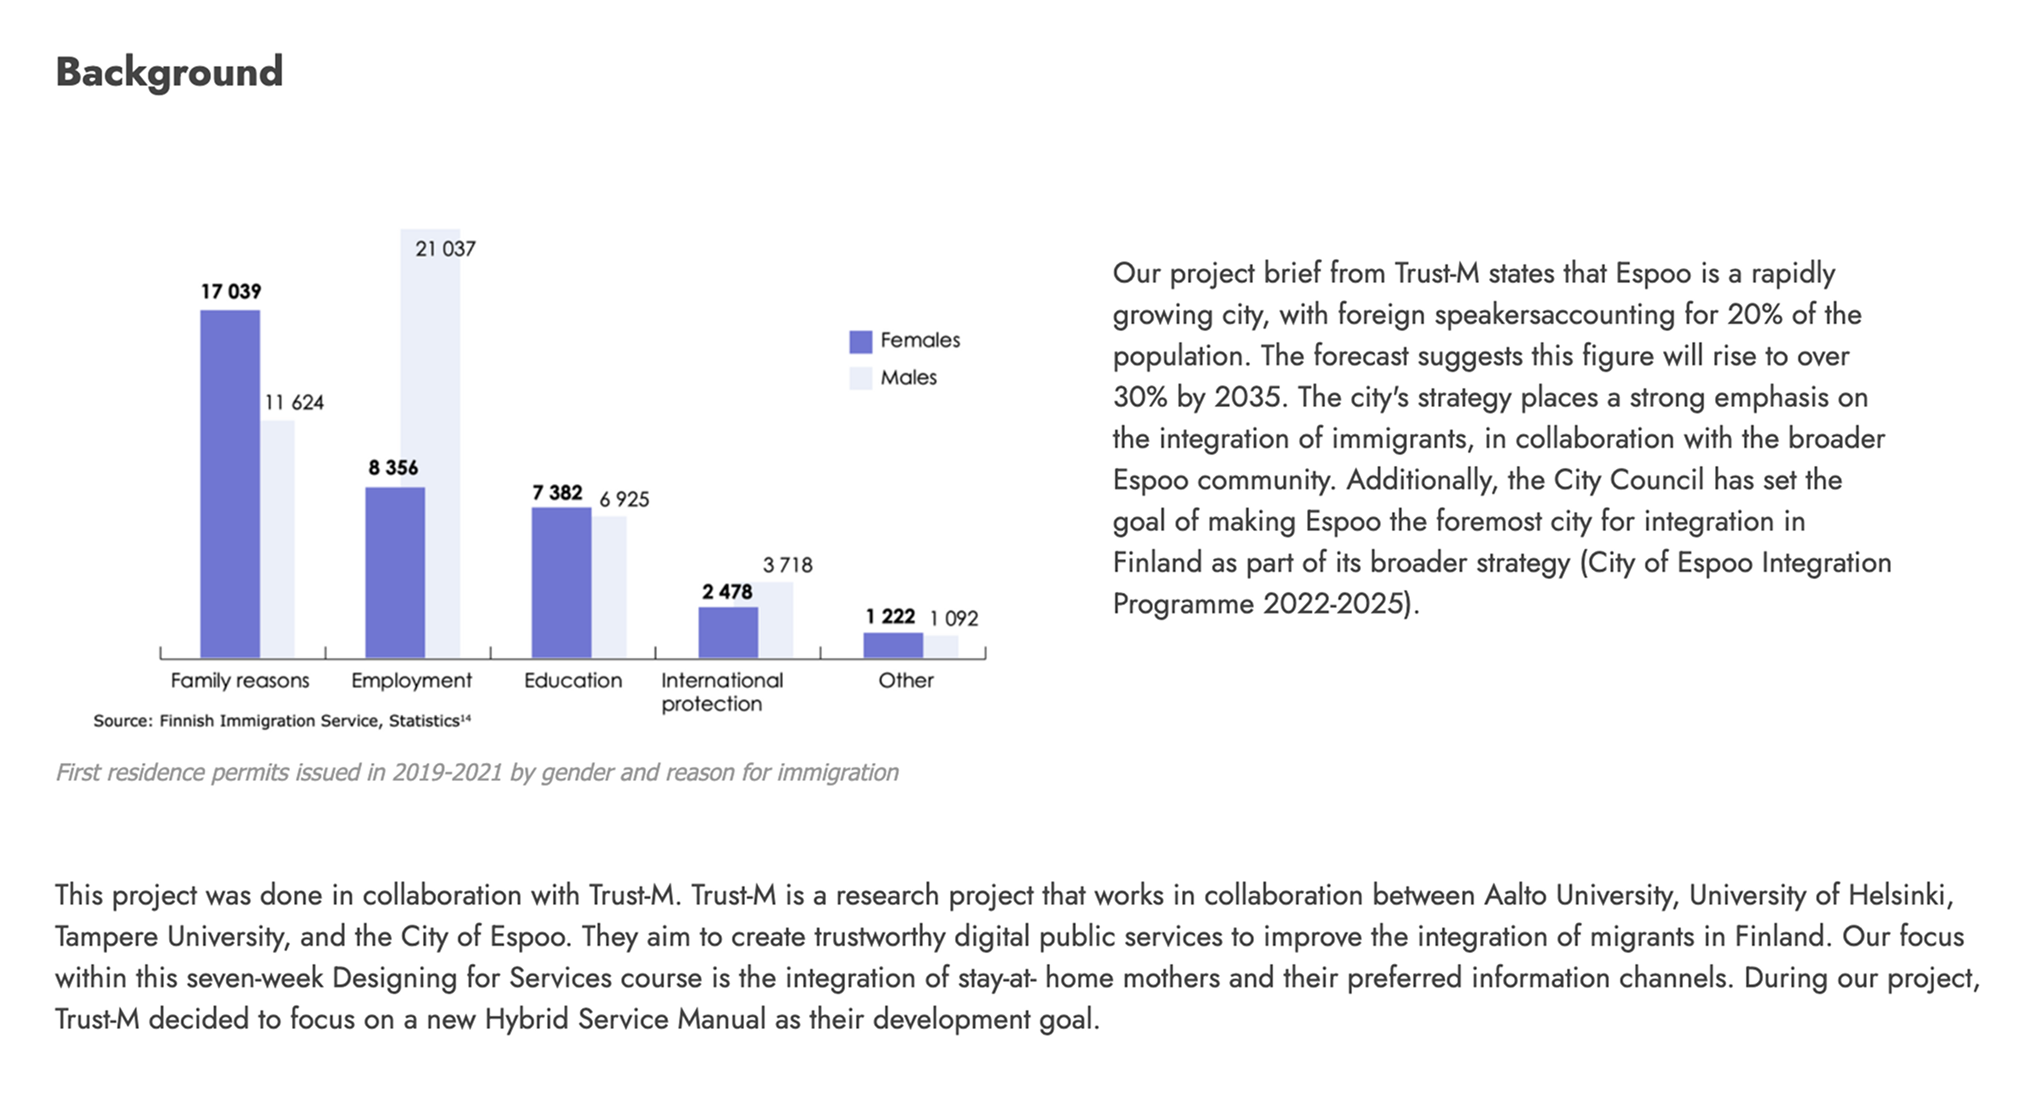 Background
21 037
17 039
11 624
8 356
7 382
6 925
2 478
3 718
1 222
1 092
Females
Males
Family reasons
Employment
Education
International
protection
Other
Source: Finnish Immigration Service, Statistics¹⁴
First residence permits issued in 2019-2021 by gender and reason for immigration
Our project brief from Trust-M states that Espoo is a rapidly
growing city, with foreign speakersaccounting for 20% of the
population. The forecast suggests this figure will rise to over
30% by 2035. The city's strategy places a strong emphasis on
the integration of immigrants, in collaboration with the broader
Espoo community. Additionally, the City Council has set the
goal of making Espoo the foremost city for integration in
Finland as part of its broader strategy (City of Espoo Integration
Programme 2022-2025).
This project was done in collaboration with Trust-M. Trust-M is a research project that works in collaboration between Aalto University, University of Helsinki,
Tampere University, and the City of Espoo. They aim to create trustworthy digital public services to improve the integration of migrants in Finland. Our focus
within this seven-week Designing for Services course is the integration of stay-at- home mothers and their preferred information channels. During our project,
Trust-M decided to focus on a new Hybrid Service Manual as their development goal.